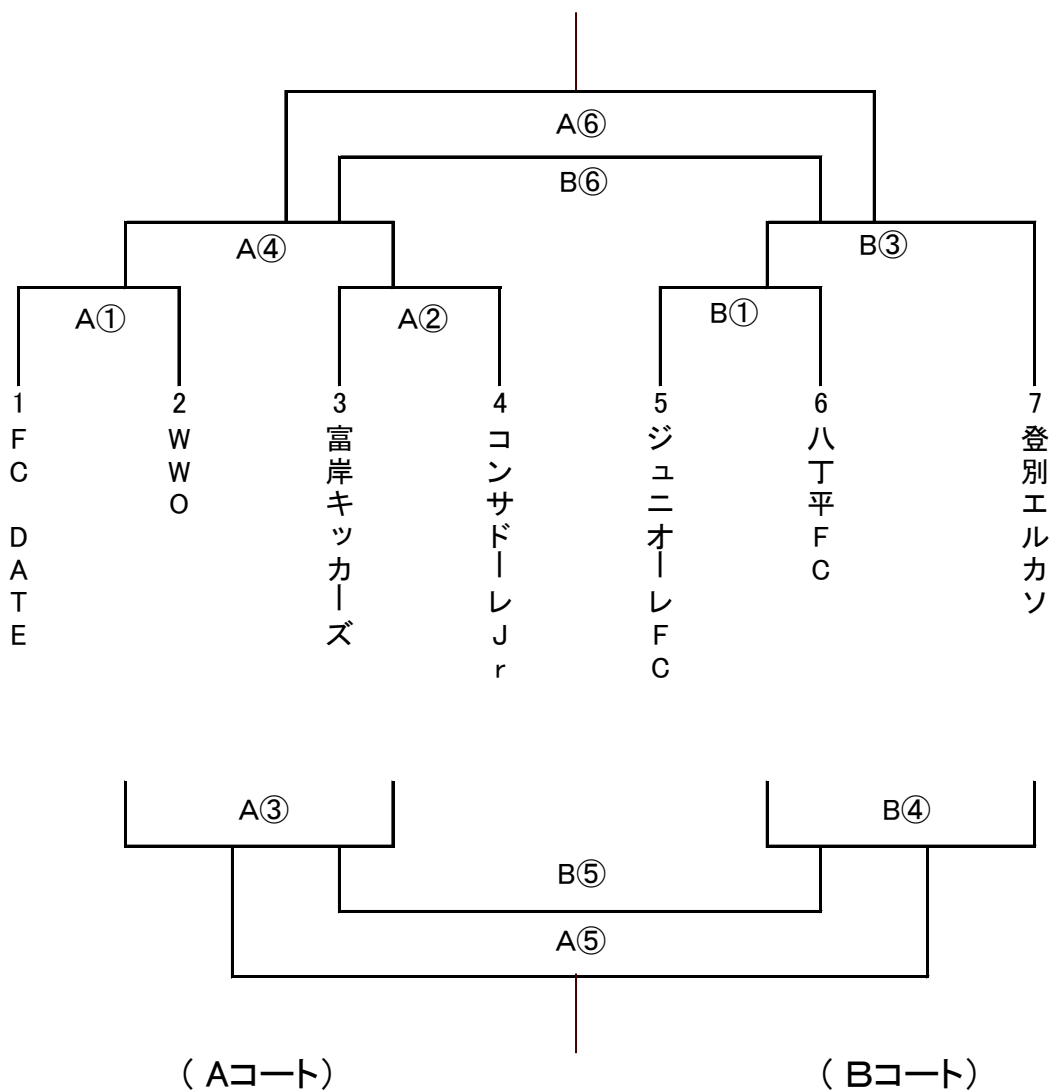 A⑥
B⑥
A④
B③
A①
A②
B①
1 FC DATE
2 WWO
3 富岸キッカーズ
4 コンサドーレJr
5 ジュニオーレFC
6 八丁平FC
7 登別エルカソ
A③
B④
B⑤
A⑤
( Aコート)
( Bコート)